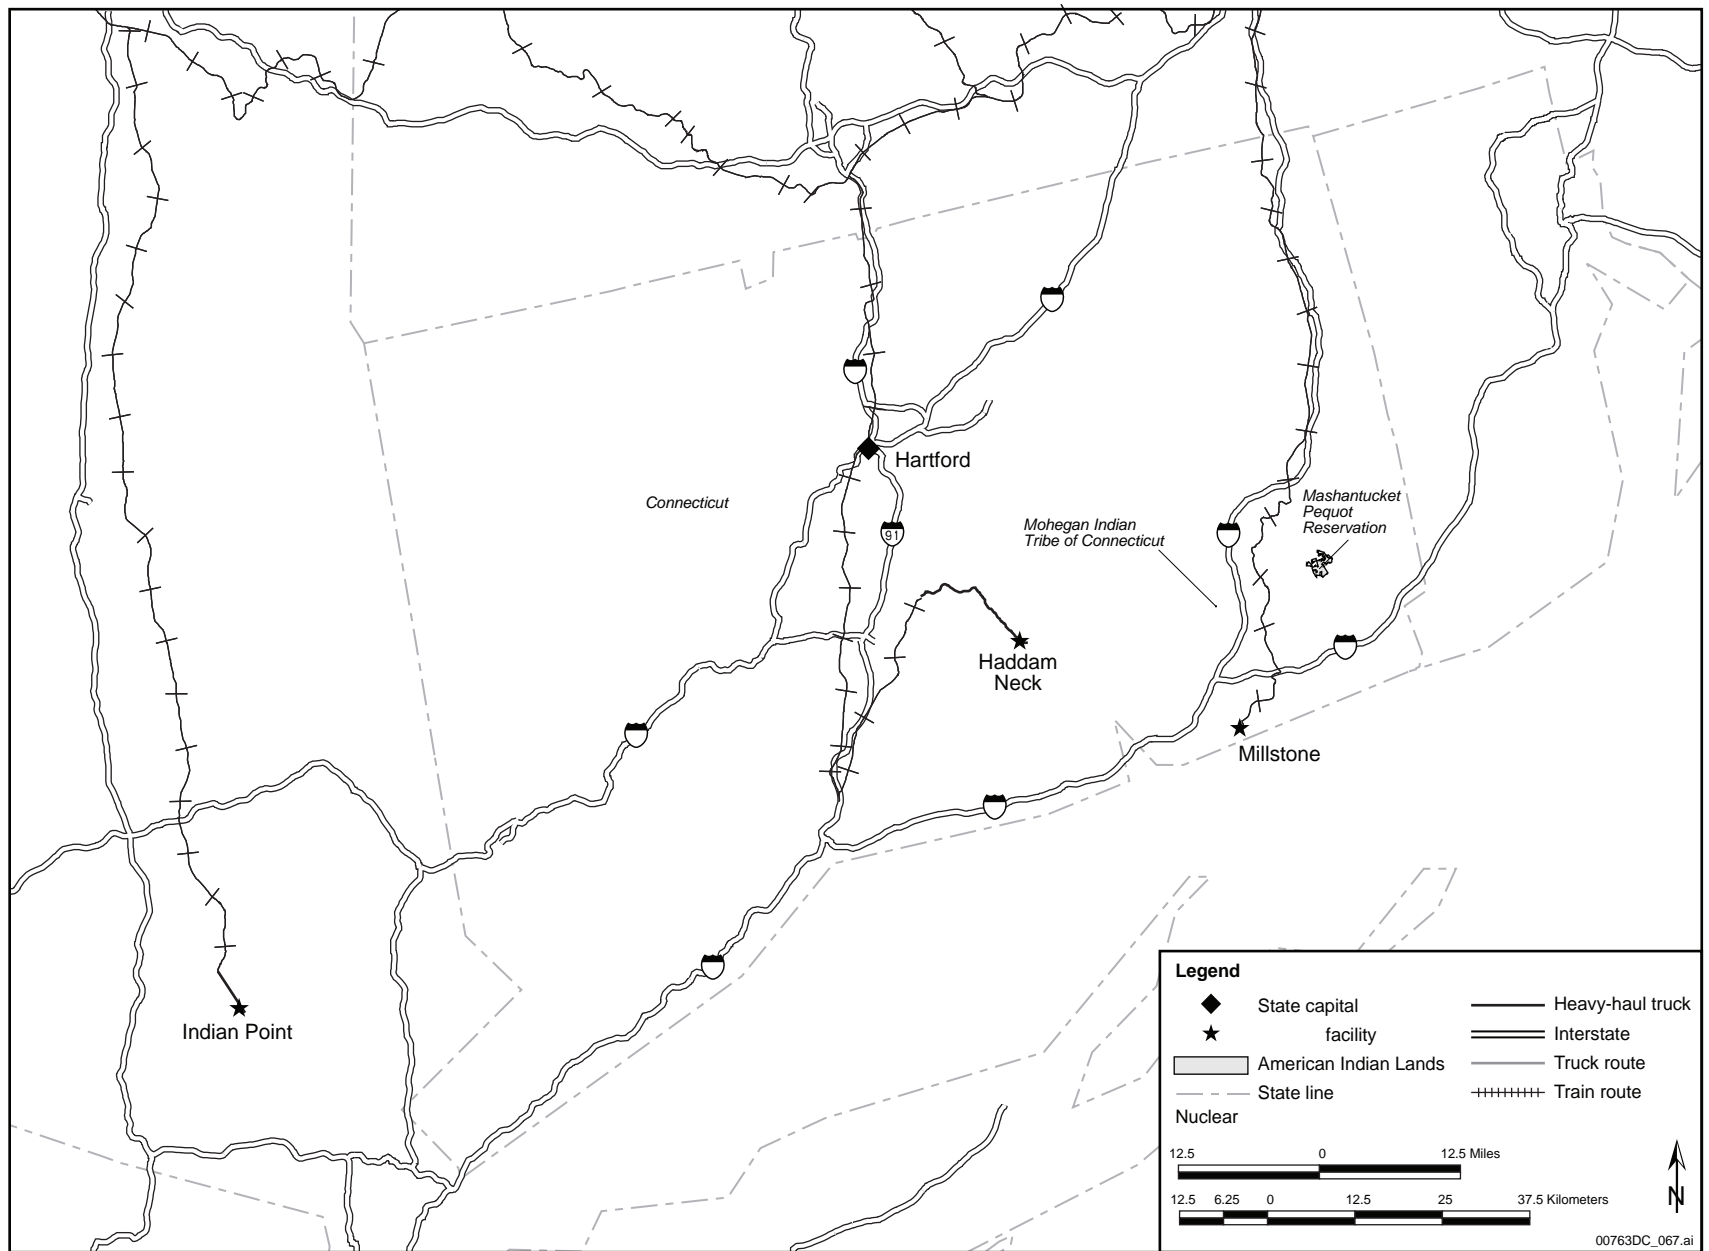 Hartford
Connecticut
91
Mohegan Indian
Tribe of Connecticut
Mashantucket
Pequot
Reservation
Haddam
Neck
Millstone
Indian Point
Legend
State capital
facility
American Indian Lands
State line
Nuclear
Heavy-haul truck
Interstate
Truck route
Train route
12.5 0 12.5 Miles
12.5 6.25 0 12.5 25 37.5 Kilometers
N
00763DC_067.ai